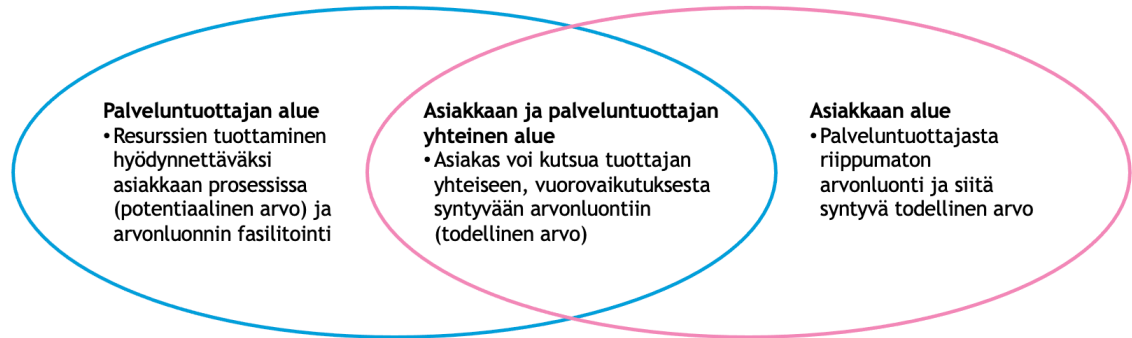 Palveluntuottajan alue
• Resurssien tuottaminen
hyödynnettäväksi
asiakkaan prosessissa
(potentiaalinen arvo) ja
arvonluonnin fasilitointi
Asiakkaan ja palveluntuottajan
yhteinen alue
• Asiakas voi kutsua tuottajan
yhteiseen, vuorovaikutuksesta
syntyvään arvonluontiin
(todellinen arvo)
Asiakkaan alue
• Palveluntuottajasta
riippumaton
arvonluonti ja siitä
syntyvä todellinen arvo